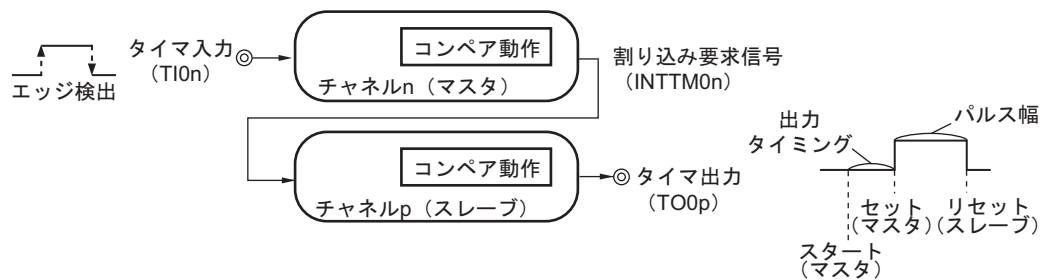 エッジ検出
タイマ入力
(TI0n)
コンペア動作
チャネルn（マスタ）
割り込み要求信号
(INTTM0n)
コンペア動作
チャネルp（スレーブ）
タイマ出力
(TO0p)
出力
タイミング
パルス幅
セット
(マスタ)
リセット
(スレーブ)
スタート
(マスタ)